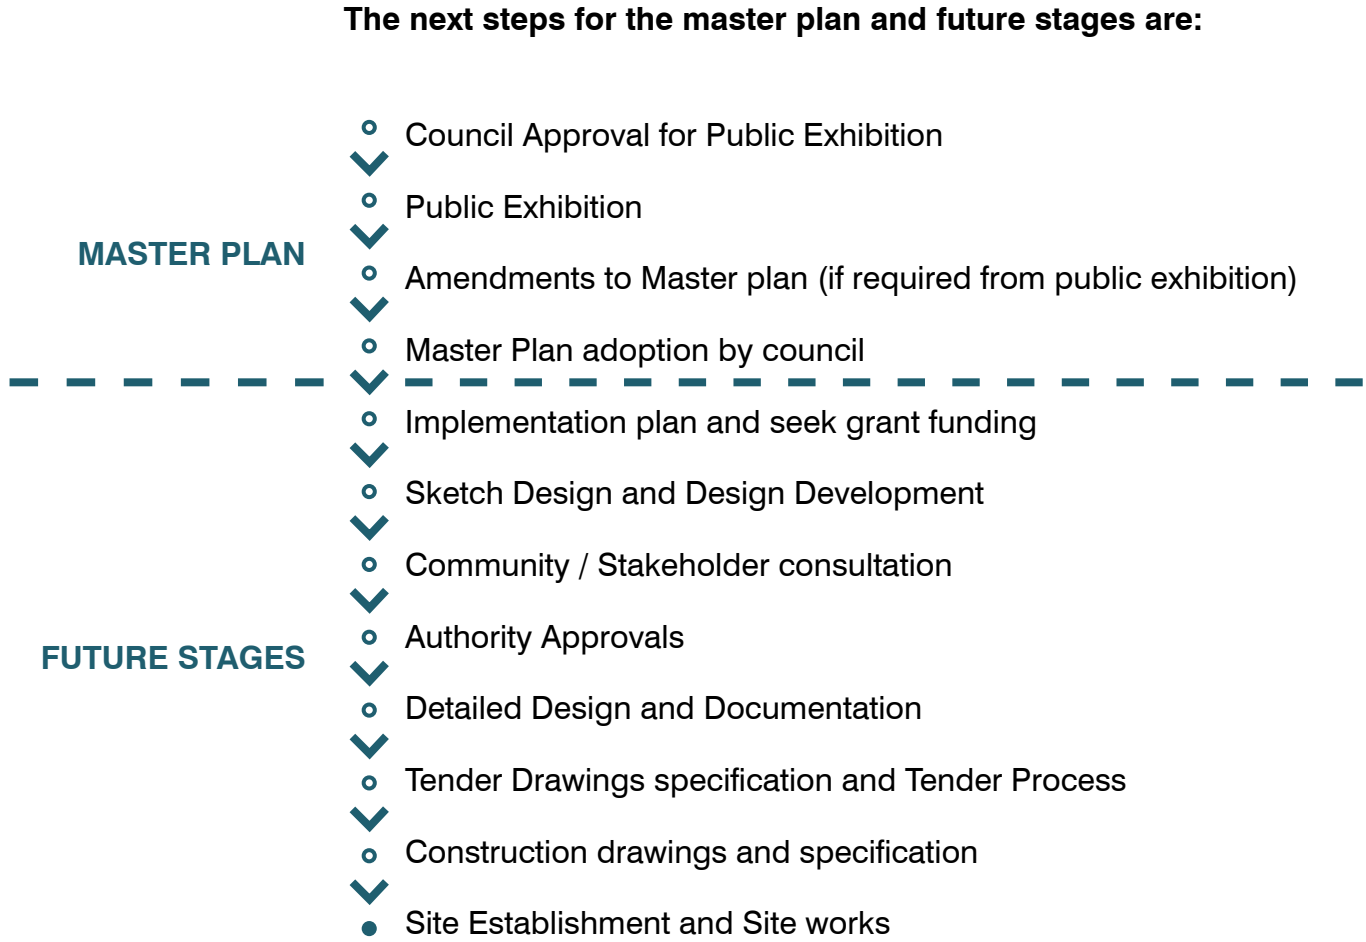 The next steps for the master plan and future stages are:
Council Approval for Public Exhibition
Public Exhibition
MASTER PLAN
Amendments to Master plan (if required from public exhibition)
Master Plan adoption by council
Implementation plan and seek grant funding
Sketch Design and Design Development
Community / Stakeholder consultation
Authority Approvals
FUTURE STAGES
Detailed Design and Documentation
Tender Drawings specification and Tender Process
Construction drawings and specification
Site Establishment and Site works